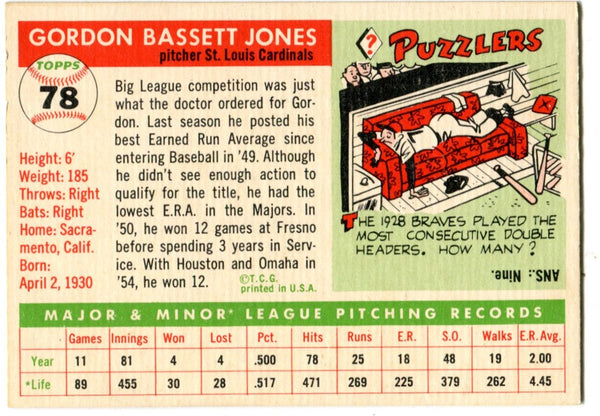 GORDON BASSETT JONES
pitcher St. Louis Cardinals
TOPPS
78
Height: 6'
Weight: 185
Throws: Right
Bats: Right
Home: Sacra-
mento, Calif.
Born:
April 2, 1930
Big League competition was just
what the doctor ordered for Gor-
don. Last season he posted his
best Earned Run Average since
entering Baseball in '49. Although
he didn't see enough action to
qualify for the title, he had the
lowest E.R.A. in the Majors. In
'50, he won 12 games at Fresno
before spending 3 years in Serv-
ice. With Houston and Omaha in
'54, he won 12.
©T.C.G.
printed in U.S.A.
?
PUZZLERS
THE 1928 BRAVES PLAYED THE
MOST CONSECUTIVE DOUBLE
HEADERS. HOW MANY?
ANS.: Nine.
MAJOR & MINOR* LEAGUE PITCHING RECORDS
Games Innings Won Lost Pct. Hits Runs E.R. S.O. Walks E.R. Avg.
Year 11 81 4 4 .500 78 25 18 48 19 2.00
*Life 89 455 30 28 .517 471 269 225 379 262 4.45